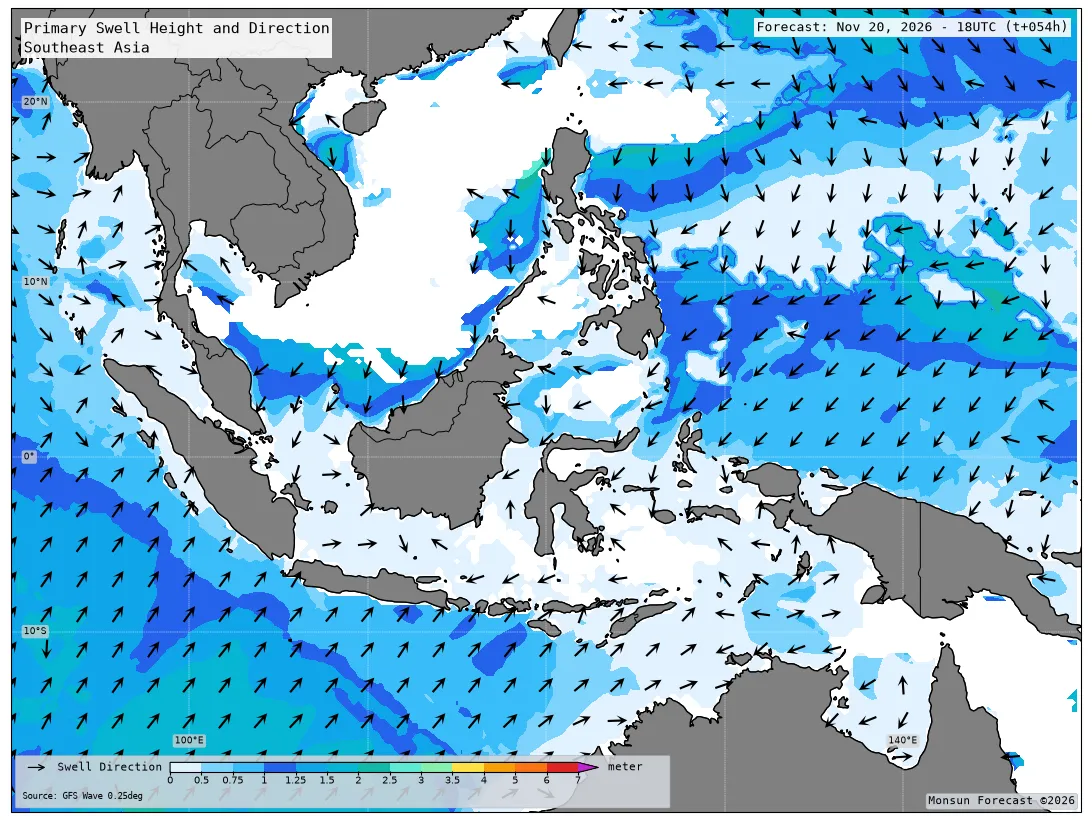 Primary Swell Height and Direction
Southeast Asia
Forecast: Nov 20, 2026 - 18UTC (t+054h)
20°N
10°N
0°
10°S
100°E
140°E
Swell Direction
0 0.5 0.75 1 1.25 1.5 2 2.5 3 3.5 4 5 6 7
meter
Source: GFS Wave 0.25deg
Monsun Forecast ©2026